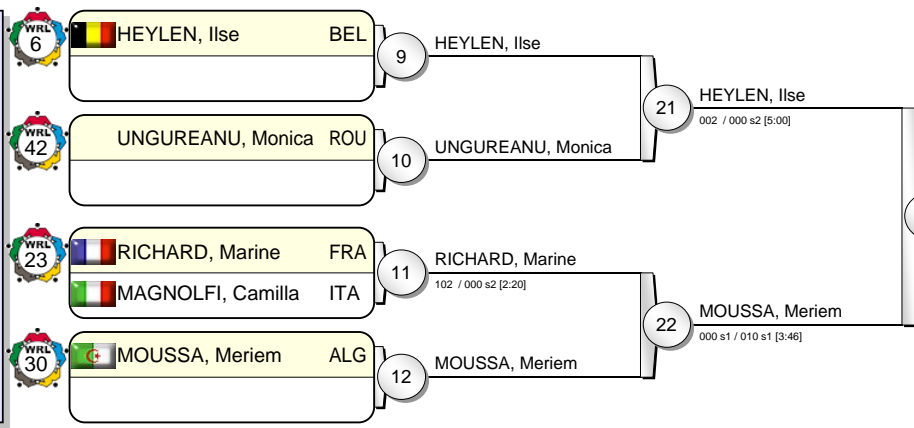 WRL
6
HEYLEN, Ilse BEL
9
HEYLEN, Ilse
21
HEYLEN, Ilse
002 / 000 s2 [5:00]
WRL
42
UNGUREANU, Monica ROU
10
UNGUREANU, Monica
WRL
23
RICHARD, Marine FRA
MAGNOLFI, Camilla ITA
11
RICHARD, Marine
102 / 000 s2 [2:20]
22
MOUSSA, Meriem
000 s1 / 010 s1 [3:46]
WRL
30
MOUSSA, Meriem ALG
12
MOUSSA, Meriem